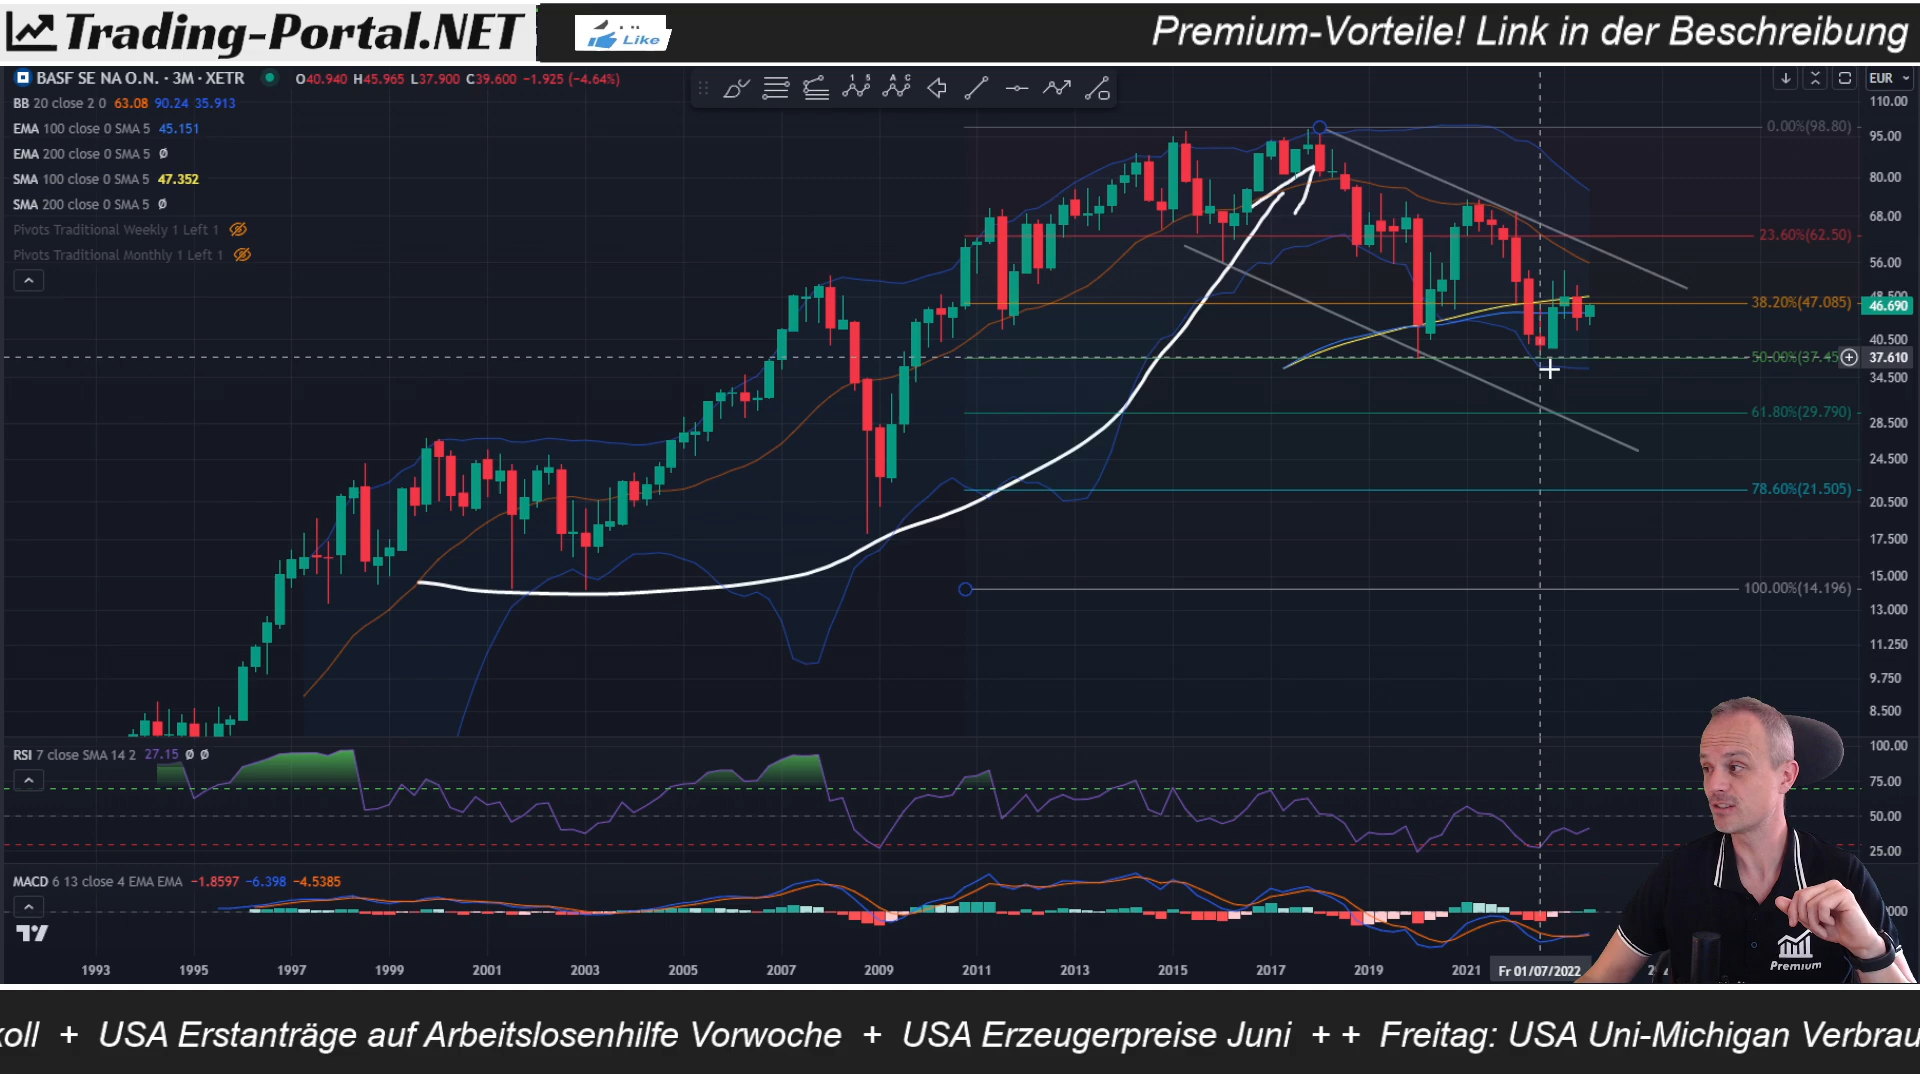 Trading-Portal.NET
Like
Premium-Vorteile! Link in der Beschreibung
BASF SE NA O.N. · 3M · XETR O40.940 H45.965 L37.900 C39.600 −1.925 (−4.64%)
EUR
BB 20 close 2 0 63.08 90.24 35.913
EMA 100 close 0 SMA 5 45.151
EMA 200 close 0 SMA 5 Ø
SMA 100 close 0 SMA 5 47.352
SMA 200 close 0 SMA 5 Ø
Pivots Traditional Weekly 1 Left 1
Pivots Traditional Monthly 1 Left 1
0.00%(98.80)
23.60%(62.50)
38.20%(47.085)
50.00%(37.45
61.80%(29.790)
78.60%(21.505)
100.00%(14.196)
110.00
95.00
80.00
68.00
56.00
46.690
40.500
37.610
34.500
28.500
24.500
20.500
17.500
15.000
13.000
11.250
9.750
8.500
RSI 7 close SMA 14 2 27.15 Ø Ø
100.00
75.00
50.00
25.00
MACD 6 13 close 4 EMA EMA −1.8597 −6.398 −4.5385
1993 1995 1997 1999 2001 2003 2005 2007 2009 2011 2013 2015 2017 2019 2021 Fr 01/07/2022
Premium
koll + USA Erstanträge auf Arbeitslosenhilfe Vorwoche + USA Erzeugerpreise Juni + + Freitag: USA Uni-Michigan Verbrau